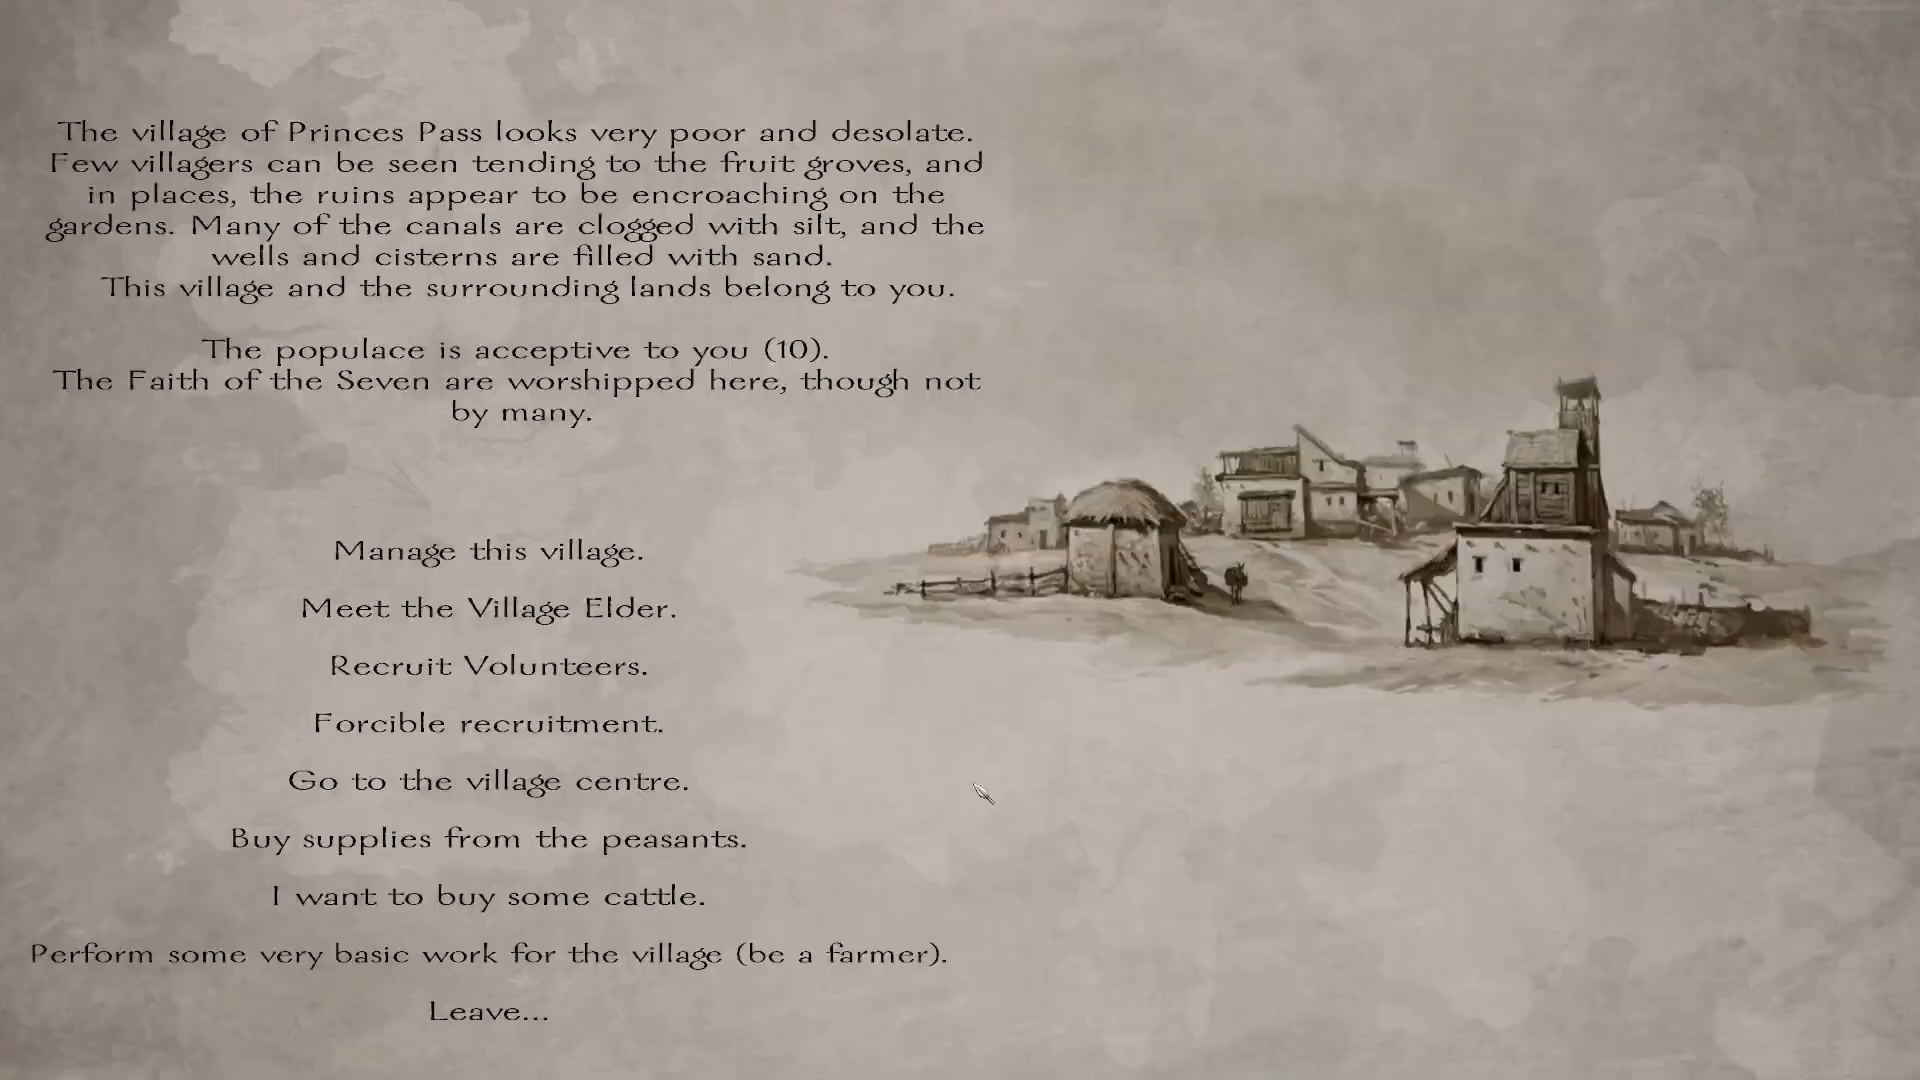 The village of Princes Pass looks very poor and desolate.
Few villagers can be seen tending to the fruit groves, and
in places, the ruins appear to be encroaching on the
gardens. Many of the canals are clogged with silt, and the
wells and cisterns are filled with sand.
This village and the surrounding lands belong to you.
The populace is acceptive to you (10).
The Faith of the Seven are worshipped here, though not
by many.
Manage this village.
Meet the Village Elder.
Recruit Volunteers.
Forcible recruitment.
Go to the village centre.
Buy supplies from the peasants.
I want to buy some cattle.
Perform some very basic work for the village (be a farmer).
Leave...